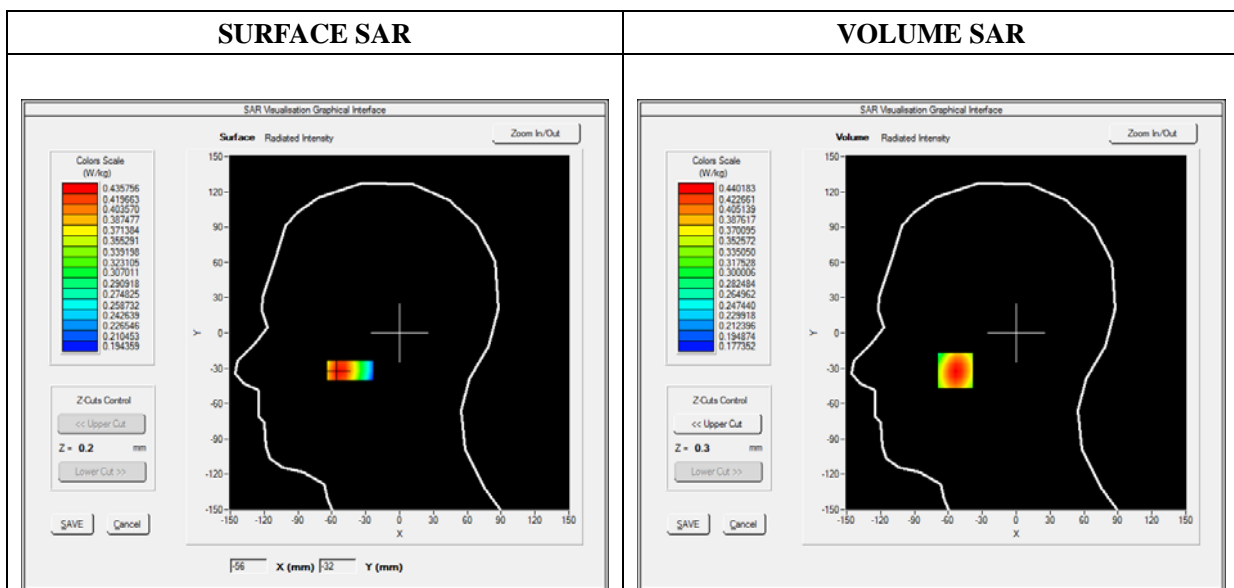 SURFACE SAR
VOLUME SAR
SAR Visualisation Graphical Interface
Surface Radiated Intensity
Zoom In/Out
Colors Scale
(W/kg)
0.435756
0.419663
0.403570
0.387477
0.371384
0.355291
0.339198
0.323105
0.307011
0.290918
0.274825
0.258732
0.242639
0.226546
0.210453
0.194359
150
120
90
60
30
0
-30
-60
-90
-120
-150
Y
-150 -120 -90 -60 -30 0 30 60 90 120 150
X
Z-Cuts Control
<< Upper Cut
Z = 0.2 mm
Lower Cut >>
SAVE Cancel
-56 X (mm) -32 Y (mm)
SAR Visualisation Graphical Interface
Volume Radiated Intensity
Zoom In/Out
Colors Scale
(W/kg)
0.440183
0.422661
0.405139
0.387617
0.370095
0.352572
0.335050
0.317528
0.300006
0.282484
0.264962
0.247440
0.229918
0.212396
0.194874
0.177352
150
120
90
60
30
0
-30
-60
-90
-120
-150
Y
-150 -120 -90 -60 -30 0 30 60 90 120 150
X
Z-Cuts Control
<< Upper Cut
Z = 0.3 mm
Lower Cut >>
SAVE Cancel